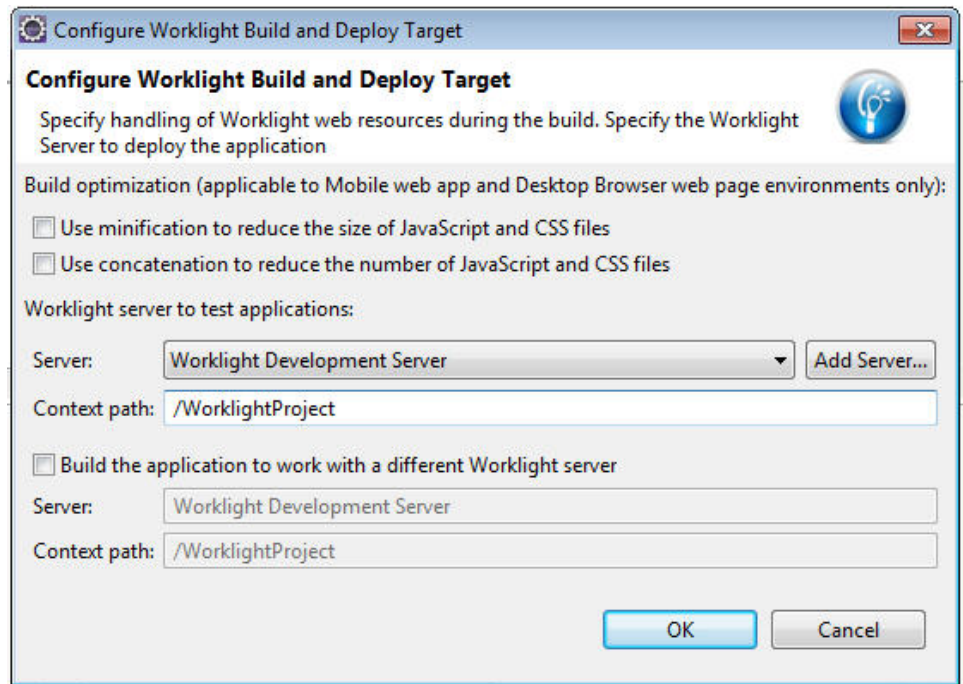 Configure Worklight Build and Deploy Target
Configure Worklight Build and Deploy Target
Specify handling of Worklight web resources during the build. Specify the Worklight
Server to deploy the application
Build optimization (applicable to Mobile web app and Desktop Browser web page environments only):
Use minification to reduce the size of JavaScript and CSS files
Use concatenation to reduce the number of JavaScript and CSS files
Worklight server to test applications:
Server: Worklight Development Server Add Server...
Context path: /WorklightProject
Build the application to work with a different Worklight server
Server: Worklight Development Server
Context path: /WorklightProject
OK Cancel